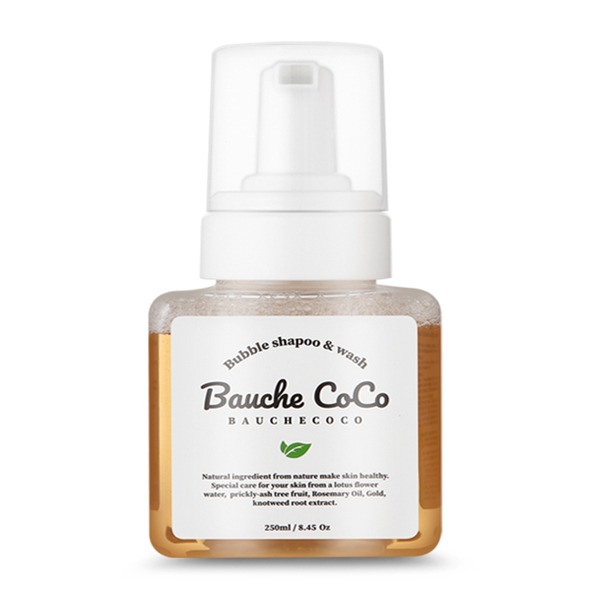 Bubble shapoo & wash
Bauche CoCo
BAUCHECOCO
Natural ingredient from nature make skin healthy.
Special care for your skin from a lotus flower
water, prickly-ash tree fruit, Rosemary Oil, Gold,
knotweed root extract.
250ml / 8.45 Oz